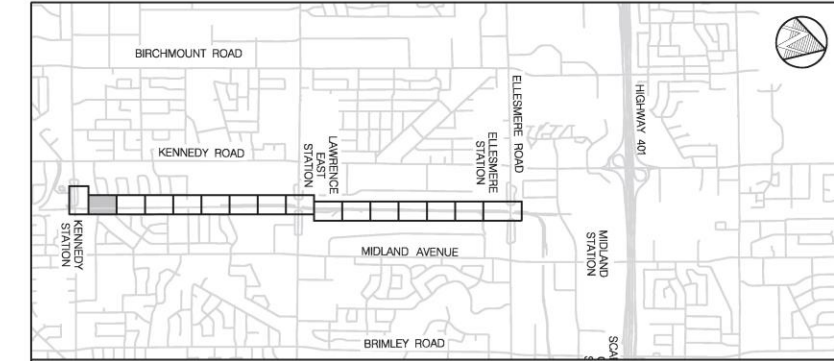 BIRCHMOUNT ROAD
KENNEDY ROAD
LAWRENCE
EAST
STATION
ELLESMERE
STATION
ELLESMERE ROAD
HIGHWAY 401
KENNEDY
STATION
MIDLAND AVENUE
MIDLAND
STATION
BRIMLEY ROAD
SCA